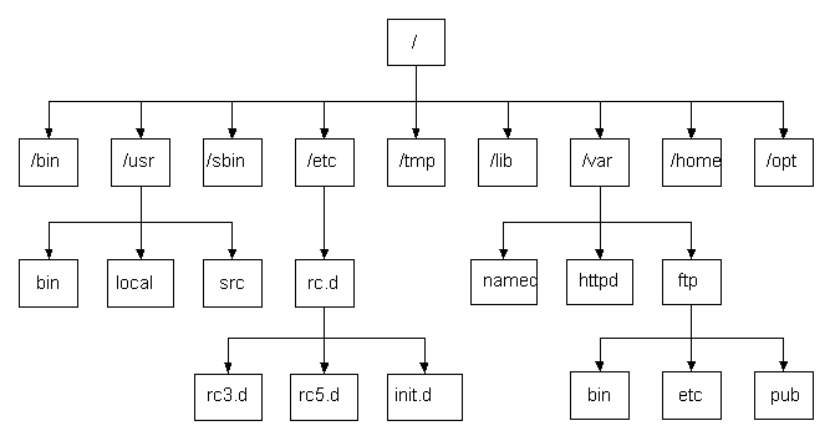 /
/bin /usr /sbin /etc /tmp /lib /var /home /opt
bin local src rc.d named httpd ftp
rc3.d rc5.d init.d bin etc pub